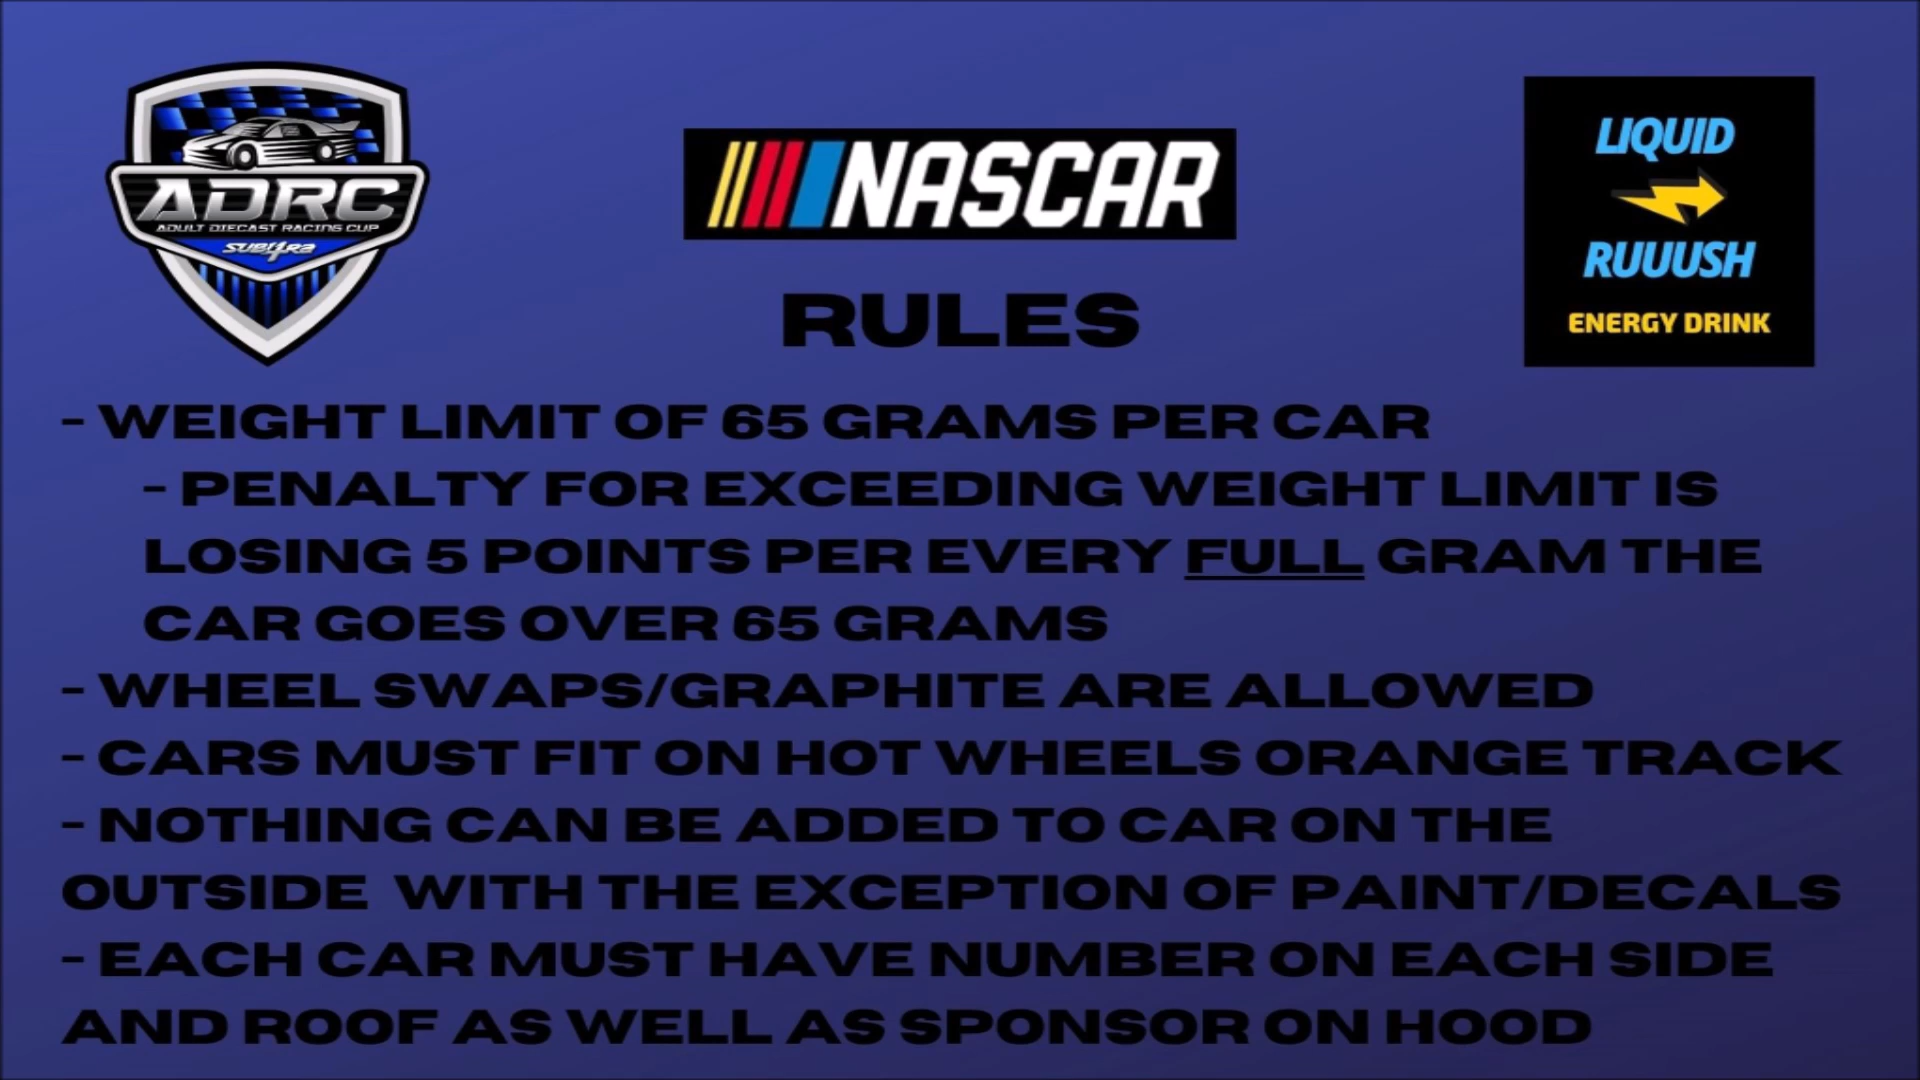 ADRC
ADULT DIECAST RACING CUP
SUBI4R2
NASCAR
LIQUID
RUUUSH
ENERGY DRINK
RULES
- WEIGHT LIMIT OF 65 GRAMS PER CAR
- PENALTY FOR EXCEEDING WEIGHT LIMIT IS
LOSING 5 POINTS PER EVERY FULL GRAM THE
CAR GOES OVER 65 GRAMS
- WHEEL SWAPS/GRAPHITE ARE ALLOWED
- CARS MUST FIT ON HOT WHEELS ORANGE TRACK
- NOTHING CAN BE ADDED TO CAR ON THE
OUTSIDE WITH THE EXCEPTION OF PAINT/DECALS
- EACH CAR MUST HAVE NUMBER ON EACH SIDE
AND ROOF AS WELL AS SPONSOR ON HOOD